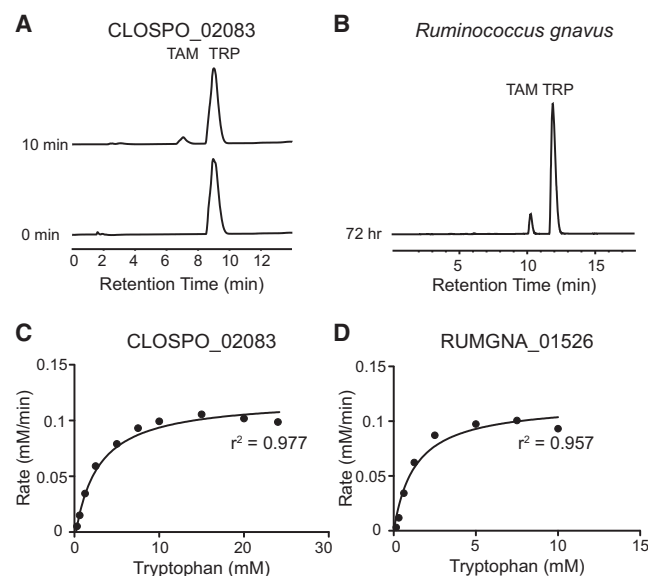 A
CLOSPO_02083
TAM TRP
10 min
0 min
0 2 4 6 8 10 12
Retention Time (min)
B
Ruminococcus gnavus
TAM TRP
72 hr
5 10 15
Retention Time (min)
C
CLOSPO_02083
Rate (mM/min)
0.15
0.1
0.05
0
r² = 0.977
0 10 20 30
Tryptophan (mM)
D
RUMGNA_01526
Rate (mM/min)
0.15
0.1
0.05
0
r² = 0.957
0 5 10 15
Tryptophan (mM)